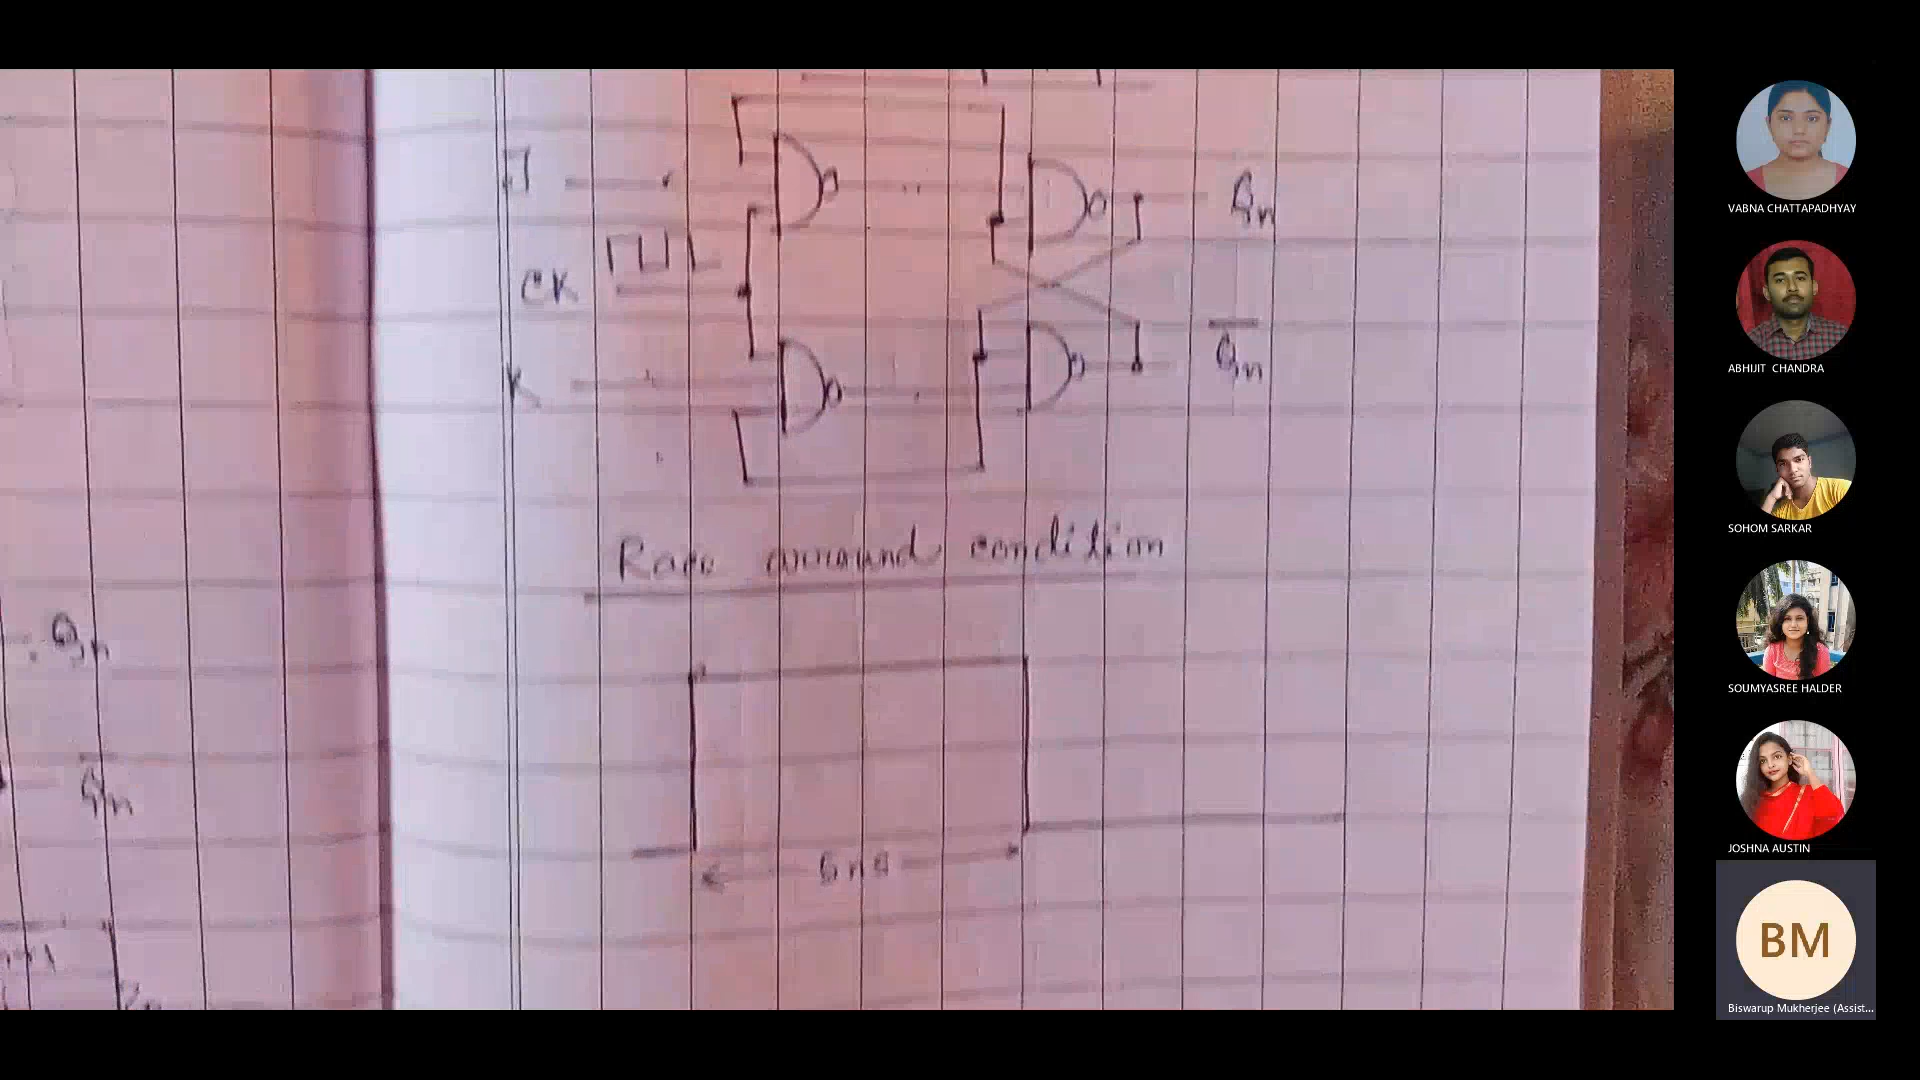 J
Qn
CK
K
Q̅n
Race arround condition
6ns
Qn
Q̅n
VABNA CHATTAPADHYAY
ABHIJIT CHANDRA
SOHOM SARKAR
SOUMYASREE HALDER
JOSHNA AUSTIN
BM
Biswarup Mukherjee (Assist...